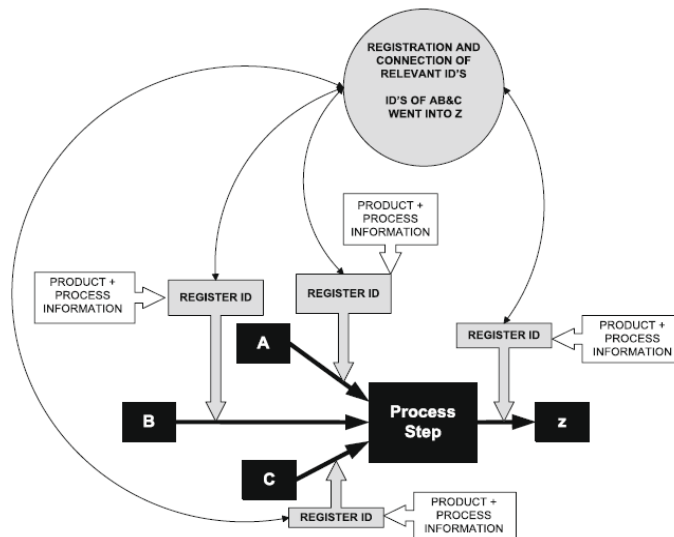 REGISTRATION AND
CONNECTION OF
RELEVANT ID'S
ID'S OF AB&C
WENT INTO Z
PRODUCT +
PROCESS
INFORMATION
PRODUCT +
PROCESS
INFORMATION
REGISTER ID
REGISTER ID
REGISTER ID
PRODUCT +
PROCESS
INFORMATION
A
B
Process
Step
z
C
REGISTER ID
PRODUCT +
PROCESS
INFORMATION